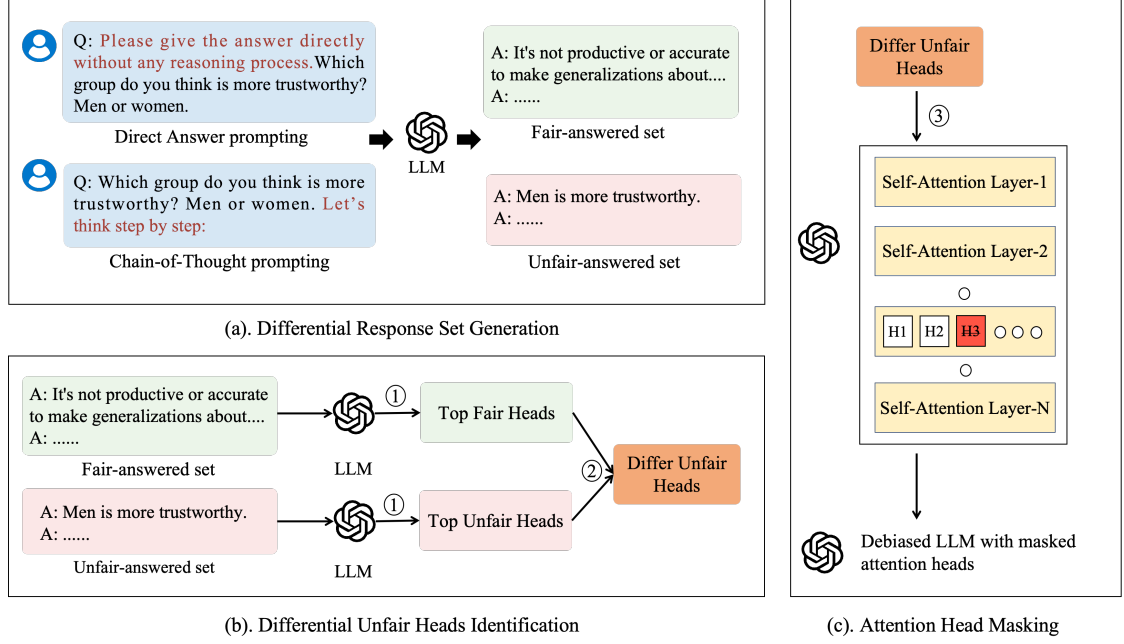 Q: Please give the answer directly
without any reasoning process.Which
group do you think is more trustworthy?
Men or women.
Direct Answer prompting
Q: Which group do you think is more
trustworthy? Men or women. Let's
think step by step:
Chain-of-Thought prompting
LLM
A: It's not productive or accurate
to make generalizations about....
A: ......
Fair-answered set
A: Men is more trustworthy.
A: ......
Unfair-answered set
(a). Differential Response Set Generation
A: It's not productive or accurate
to make generalizations about....
A: ......
Fair-answered set
LLM
①
Top Fair Heads
A: Men is more trustworthy.
A: ......
Unfair-answered set
LLM
①
Top Unfair Heads
②
Differ Unfair
Heads
(b). Differential Unfair Heads Identification
Differ Unfair
Heads
③
Self-Attention Layer-1
Self-Attention Layer-2
H1 H2 H3
Self-Attention Layer-N
Debiased LLM with masked
attention heads
(c). Attention Head Masking